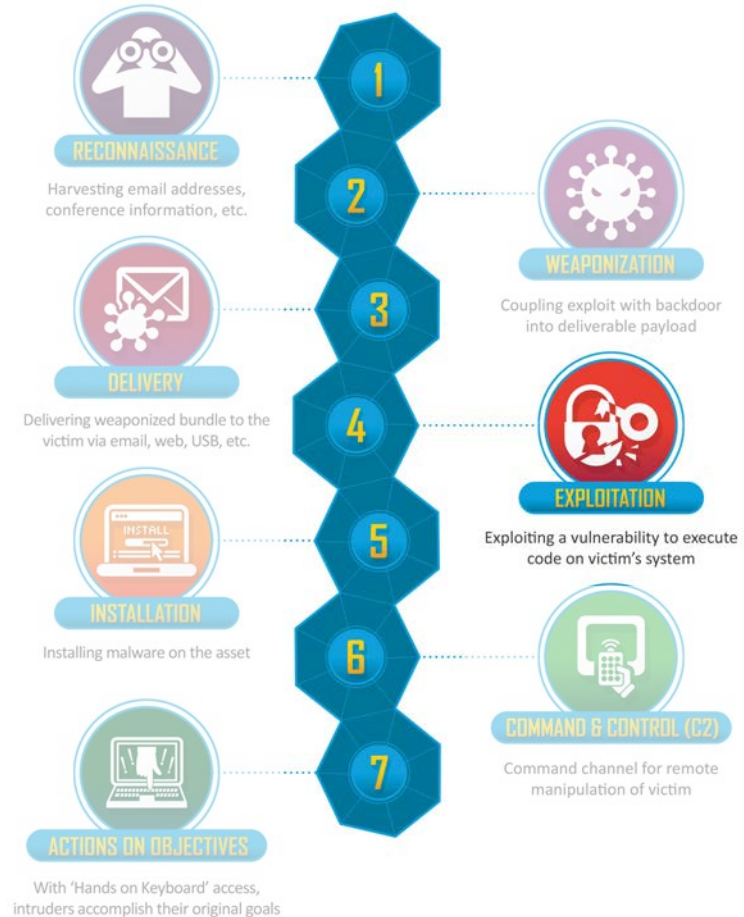 1
RECONNAISSANCE
Harvesting email addresses,
conference information, etc.
2
WEAPONIZATION
Coupling exploit with backdoor
into deliverable payload
3
DELIVERY
Delivering weaponized bundle to the
victim via email, web, USB, etc.
4
EXPLOITATION
Exploiting a vulnerability to execute
code on victim's system
5
INSTALL
INSTALLATION
Installing malware on the asset
6
COMMAND & CONTROL (C2)
Command channel for remote
manipulation of victim
7
ACTIONS ON OBJECTIVES
With 'Hands on Keyboard' access,
intruders accomplish their original goals